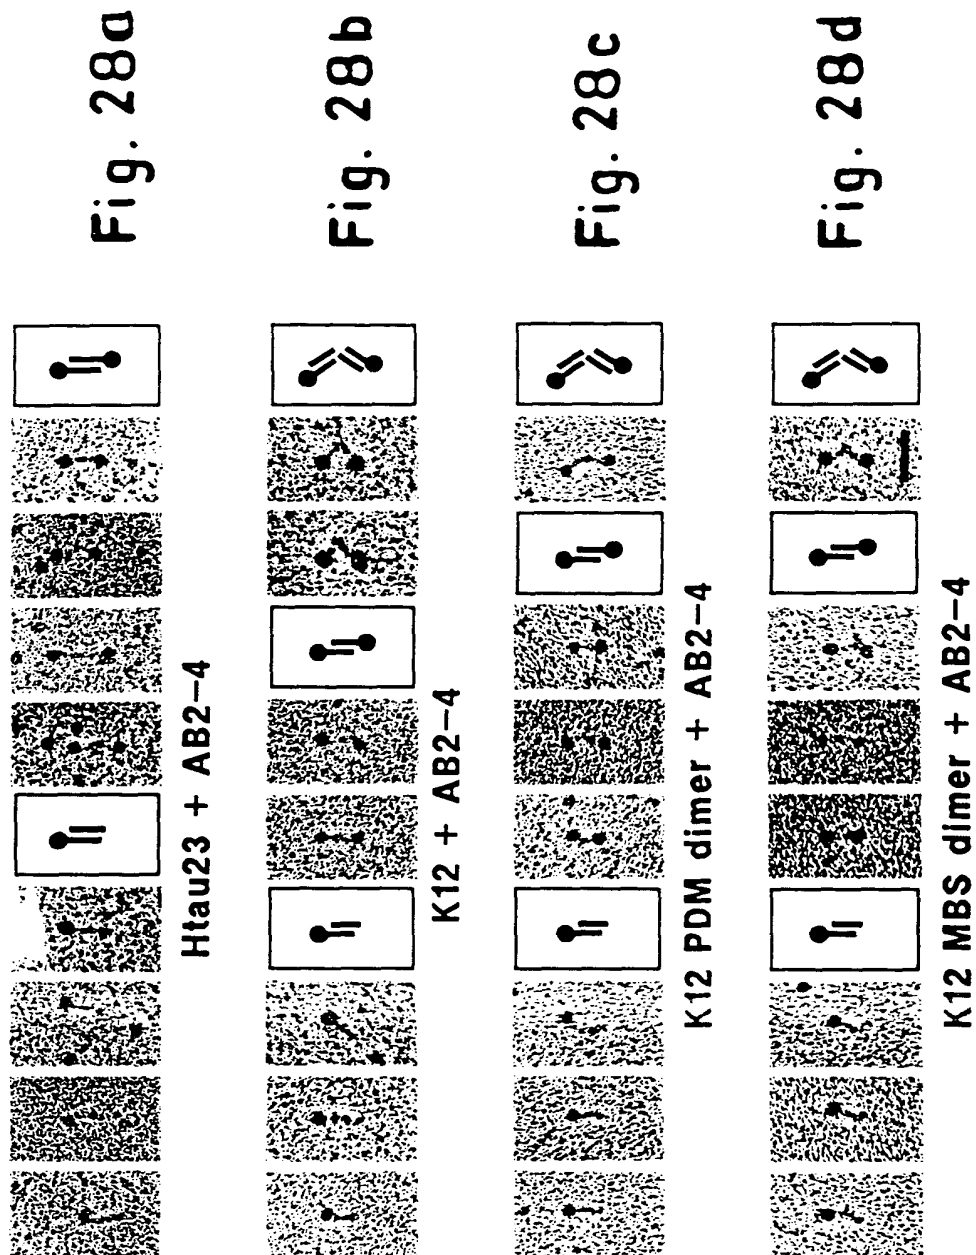 Fig. 28a
Htau23 + AB2-4
Fig. 28b
K12 + AB2-4
Fig. 28c
K12 PDM dimer + AB2-4
Fig. 28d
K12 MBS dimer + AB2-4